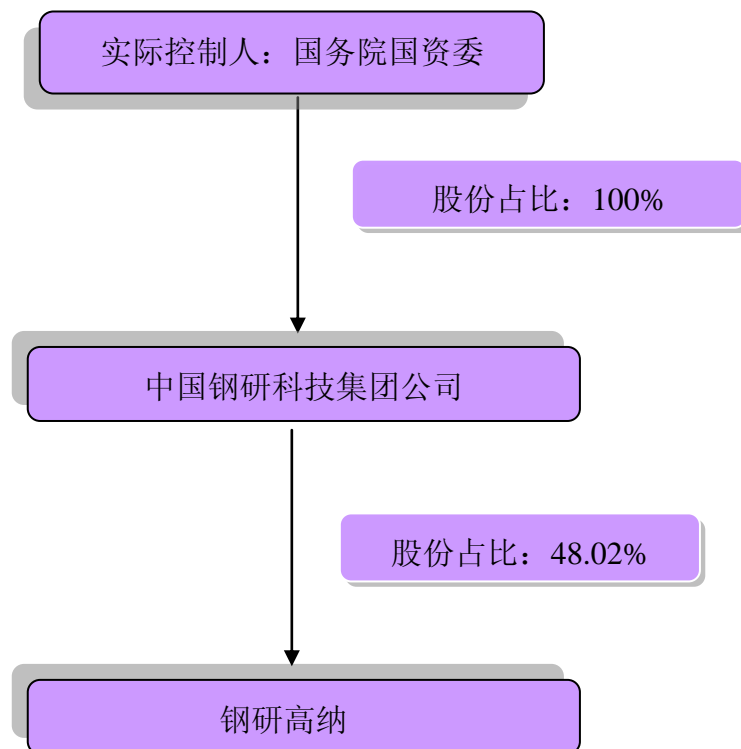 实际控制人：国务院国资委
股份占比：100%
中国钢研科技集团公司
股份占比：48.02%
钢研高纳